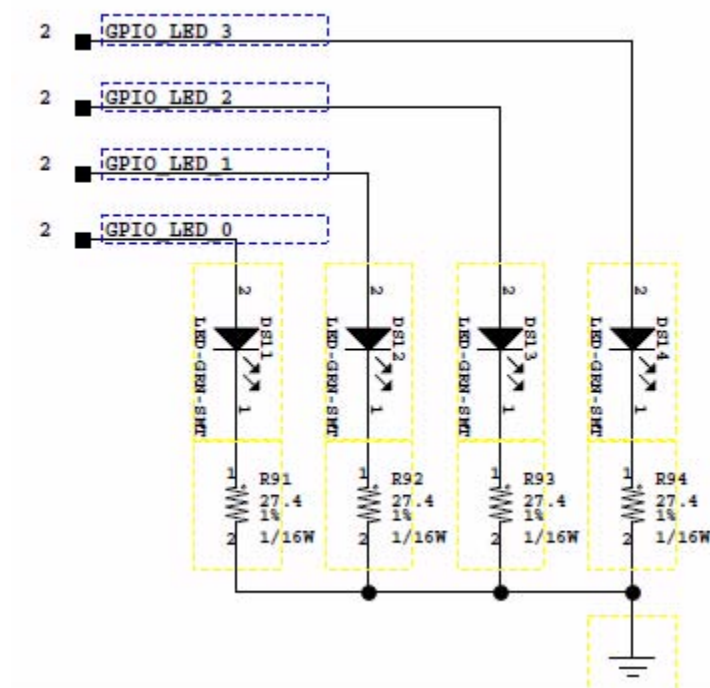 2 GPIO_LED_3
2 GPIO_LED_2
2 GPIO_LED_1
2 GPIO_LED_0
2
DS11
LED-GRN-SMT
1
2
DS12
LED-GRN-SMT
1
2
DS13
LED-GRN-SMT
1
2
DS14
LED-GRN-SMT
1
1
R91
27.4
1%
1/16W
2
1
R92
27.4
1%
1/16W
2
1
R93
27.4
1%
1/16W
2
1
R94
27.4
1%
1/16W
2